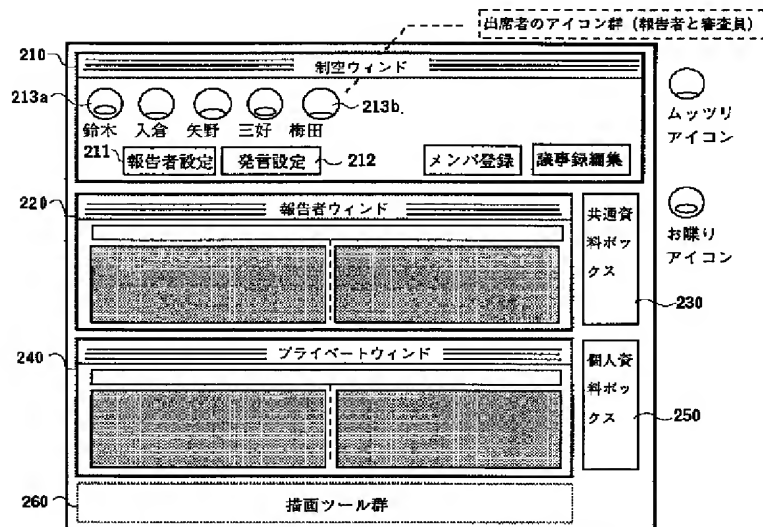 出席者のアイコン群（報告者と審査員）
210
制空ウィンド
213a
213b
鈴木 入倉 矢野 三好 梅田
ムッツリ
アイコン
211
報告者設定
発言設定
212
メンバ登録
議事録編集
220
報告者ウィンド
共通資
料ボッ
クス
お喋り
アイコン
230
240
プライベートウィンド
個人資
料ボッ
クス
250
260
描画ツール群